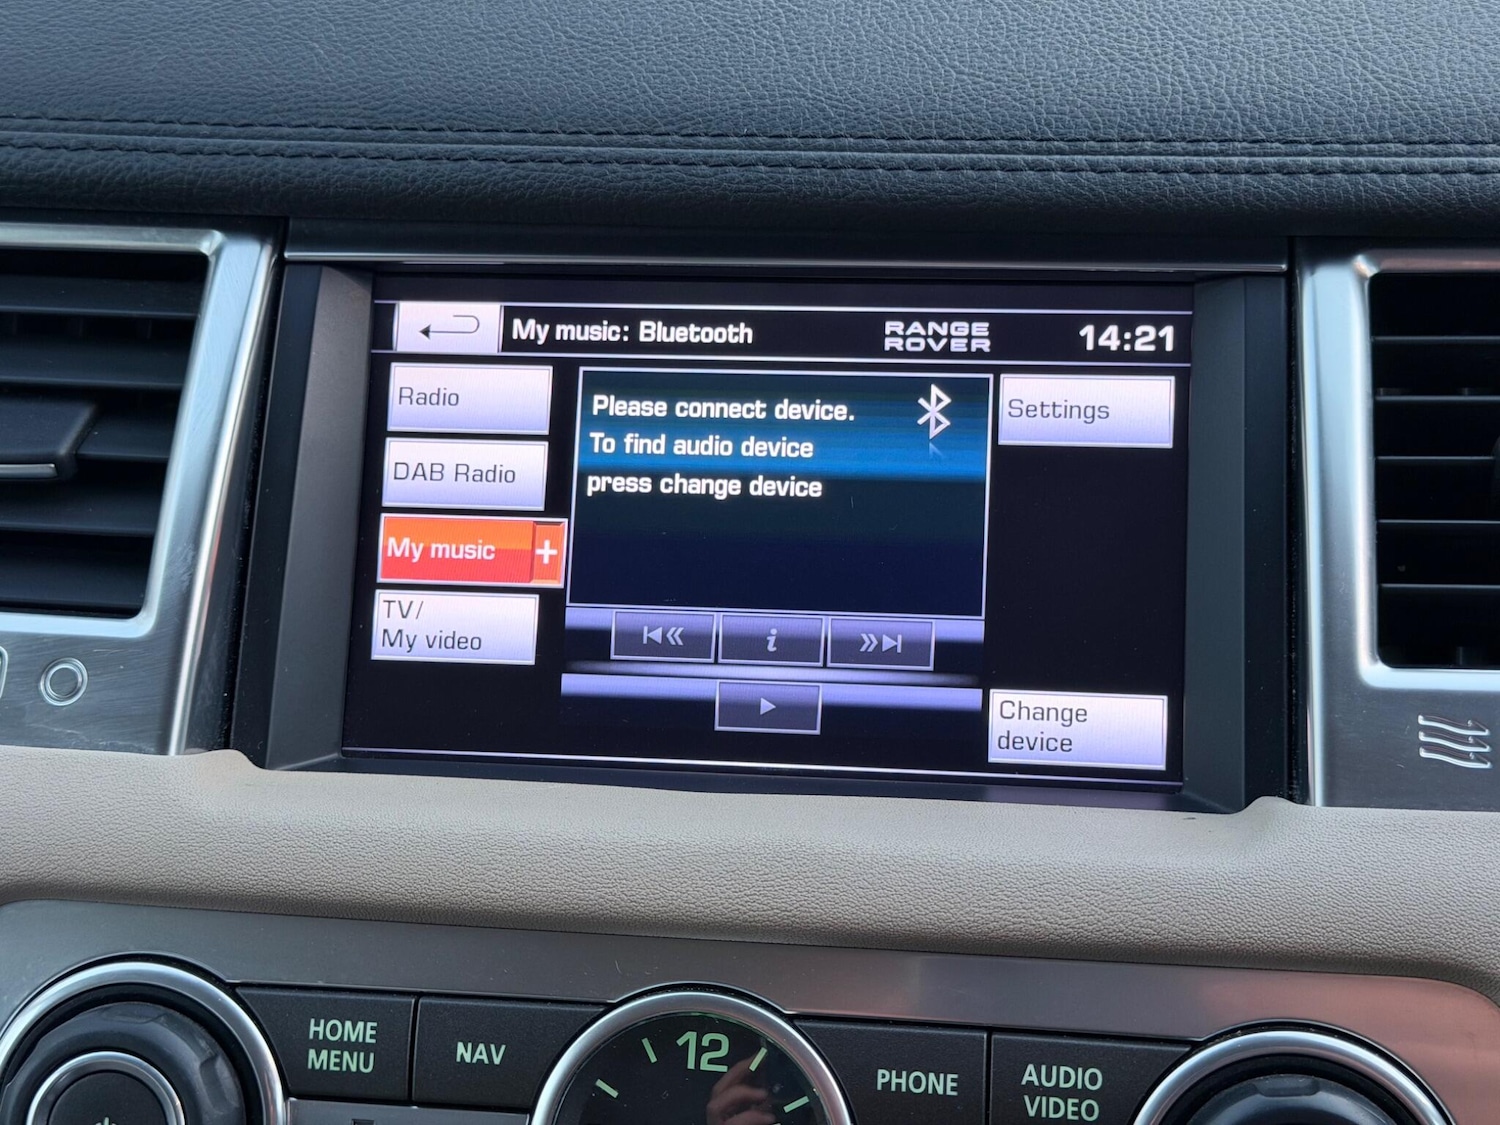 My music: Bluetooth
RANGE
ROVER
14:21
Radio
DAB Radio
My music +
TV/
My video
Please connect device.
To find audio device
press change device
i
Settings
Change
device
HOME
MENU
NAV
12
PHONE
AUDIO
VIDEO